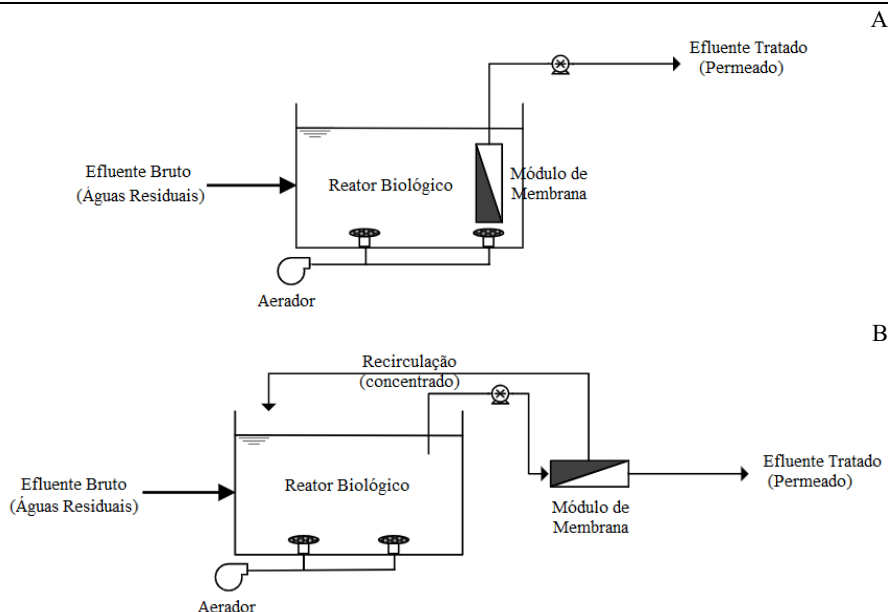 A
Efluente Tratado
(Permeado)
Efluente Bruto
(Águas Residuais)
Reator Biológico
Módulo de
Membrana
Aerador
B
Recirculação
(concentrado)
Efluente Bruto
(Águas Residuais)
Reator Biológico
Efluente Tratado
(Permeado)
Módulo de
Membrana
Aerador